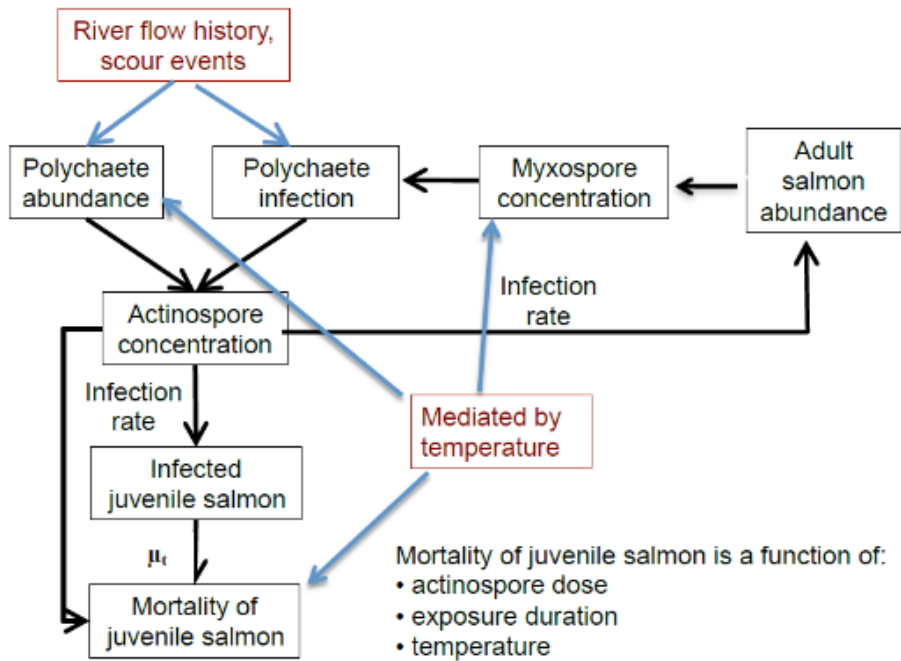 River flow history,
scour events
Polychaete
abundance
Polychaete
infection
Myxospore
concentration
Adult
salmon
abundance
Infection
rate
Actinospore
concentration
Infection
rate
Mediated by
temperature
Infected
juvenile salmon
μt
Mortality of
juvenile salmon
Mortality of juvenile salmon is a function of:
• actinospore dose
• exposure duration
• temperature